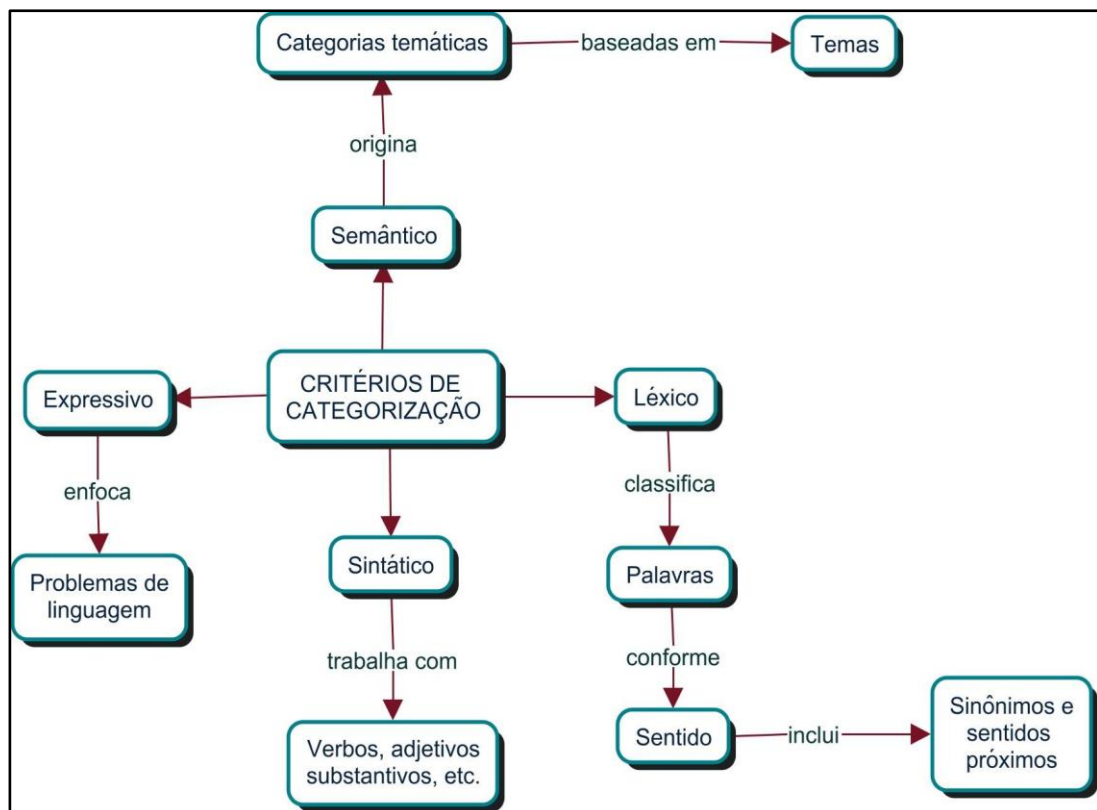 Categorias temáticas
baseadas em
Temas
origina
Semântico
Expressivo
CRITÉRIOS DE
CATEGORIZAÇÃO
Léxico
enfoca
classifica
Problemas de
linguagem
Sintático
Palavras
trabalha com
conforme
Verbos, adjetivos
substantivos, etc.
Sentido
inclui
Sinônimos e
sentidos
próximos